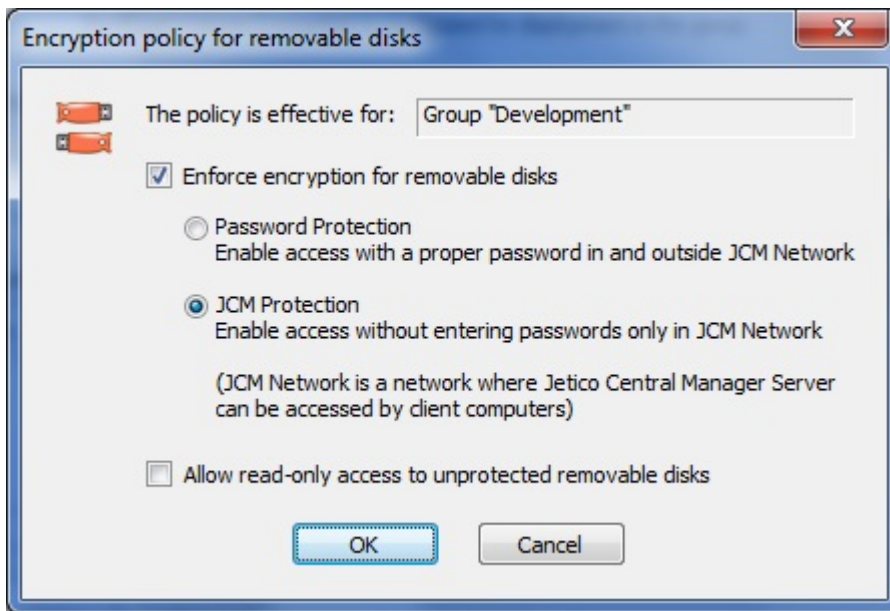 Encryption policy for removable disks
The policy is effective for: Group "Development"
Enforce encryption for removable disks
Password Protection
Enable access with a proper password in and outside JCM Network
JCM Protection
Enable access without entering passwords only in JCM Network
(JCM Network is a network where Jetico Central Manager Server
can be accessed by client computers)
Allow read-only access to unprotected removable disks
OK Cancel